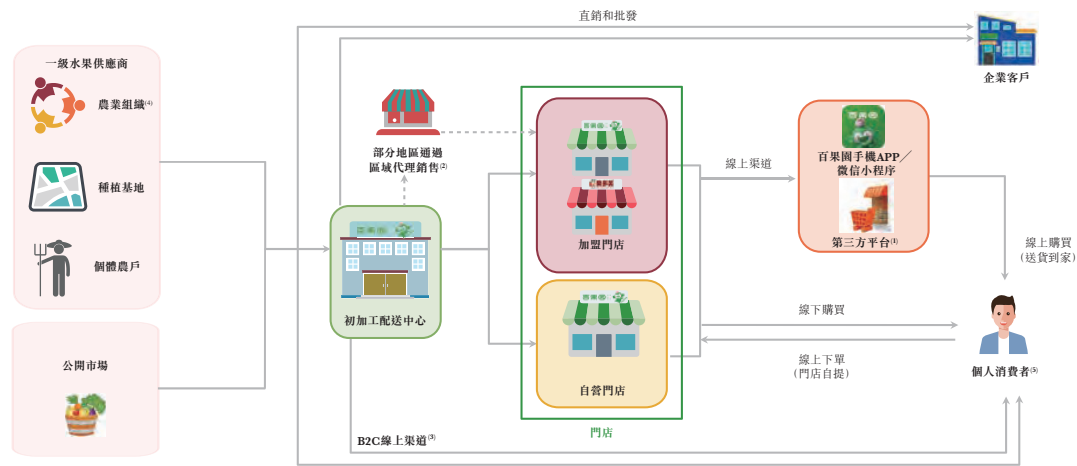 直銷和批發
企業客戶
一級水果供應商
農業組織(4)
種植基地
個體農戶
公開市場
部分地區通過
區域代理銷售(2)
初加工配送中心
加盟門店
自營門店
門店
線上渠道
百果園手機APP／
微信小程序
第三方平台(1)
線上購買
(送貨到家)
線下購買
線上下單
(門店自提)
個人消費者(5)
B2C線上渠道(3)